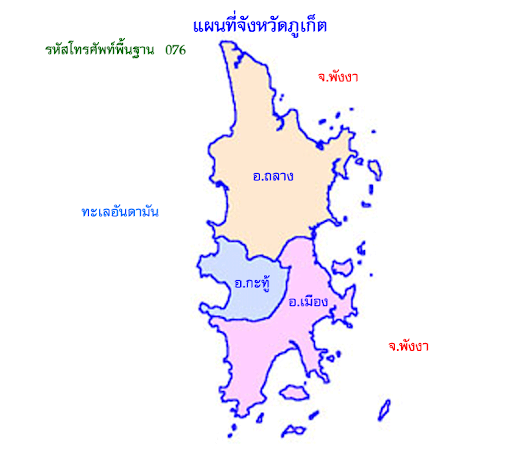 แผนที่จังหวัดภูเก็ต
รหัสโทรศัพท์พื้นฐาน 076
จ.พังงา
อ.ถลาง
ทะเลอันดามัน
อ.กะทู้
อ.เมือง
จ.พังงา